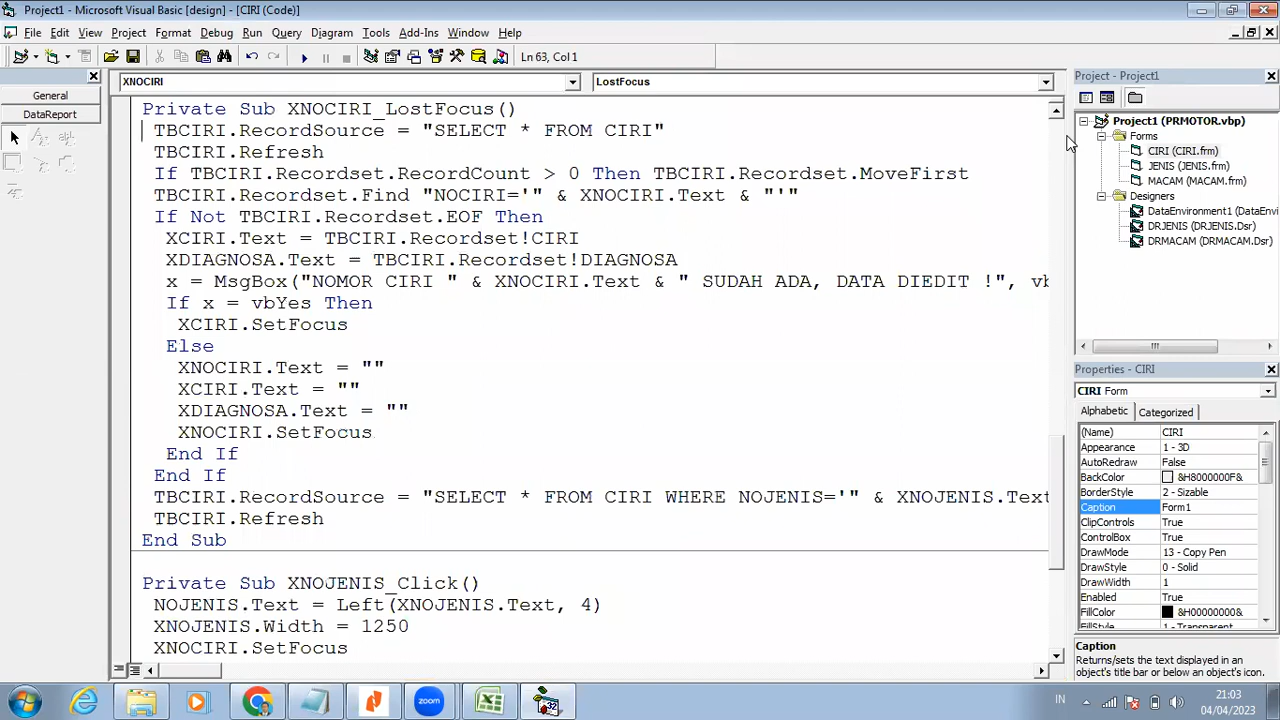 Project1 - Microsoft Visual Basic [design] - [CIRI (Code)]
File Edit View Project Format Debug Run Query Diagram Tools Add-Ins Window Help
Ln 63, Col 1
General
DataReport
XNOCIRI
LostFocus
Private Sub XNOCIRI_LostFocus()
TBCIRI.RecordSource = "SELECT * FROM CIRI"
TBCIRI.Refresh
If TBCIRI.Recordset.RecordCount > 0 Then TBCIRI.Recordset.MoveFirst
TBCIRI.Recordset.Find "NOCIRI='" & XNOCIRI.Text & "'"
If Not TBCIRI.Recordset.EOF Then
XCIRI.Text = TBCIRI.Recordset!CIRI
XDIAGNOSA.Text = TBCIRI.Recordset!DIAGNOSA
x = MsgBox("NOMOR CIRI " & XNOCIRI.Text & " SUDAH ADA, DATA DIEDIT !", vb
If x = vbYes Then
XCIRI.SetFocus
Else
XNOCIRI.Text = ""
XCIRI.Text = ""
XDIAGNOSA.Text = ""
XNOCIRI.SetFocus
End If
End If
TBCIRI.RecordSource = "SELECT * FROM CIRI WHERE NOJENIS='" & XNOJENIS.Text
TBCIRI.Refresh
End Sub
Private Sub XNOJENIS_Click()
NOJENIS.Text = Left(XNOJENIS.Text, 4)
XNOJENIS.Width = 1250
XNOCIRI.SetFocus
Project - Project1
Project1 (PRMOTOR.vbp)
Forms
CIRI (CIRI.frm)
JENIS (JENIS.frm)
MACAM (MACAM.frm)
Designers
DataEnvironment1 (DataEnvi
DRJENIS (DRJENIS.Dsr)
DRMACAM (DRMACAM.Dsr)
Properties - CIRI
CIRI Form
Alphabetic Categorized
(Name) CIRI
Appearance 1 - 3D
AutoRedraw False
BackColor &H8000000F&
BorderStyle 2 - Sizable
Caption Form1
ClipControls True
ControlBox True
DrawMode 13 - Copy Pen
DrawStyle 0 - Solid
DrawWidth 1
Enabled True
FillColor &H00000000&
FillStyle 1 - Transparent
Caption
Returns/sets the text displayed in an
object's title bar or below an object's icon.
zoom
IN
21:03
04/04/2023